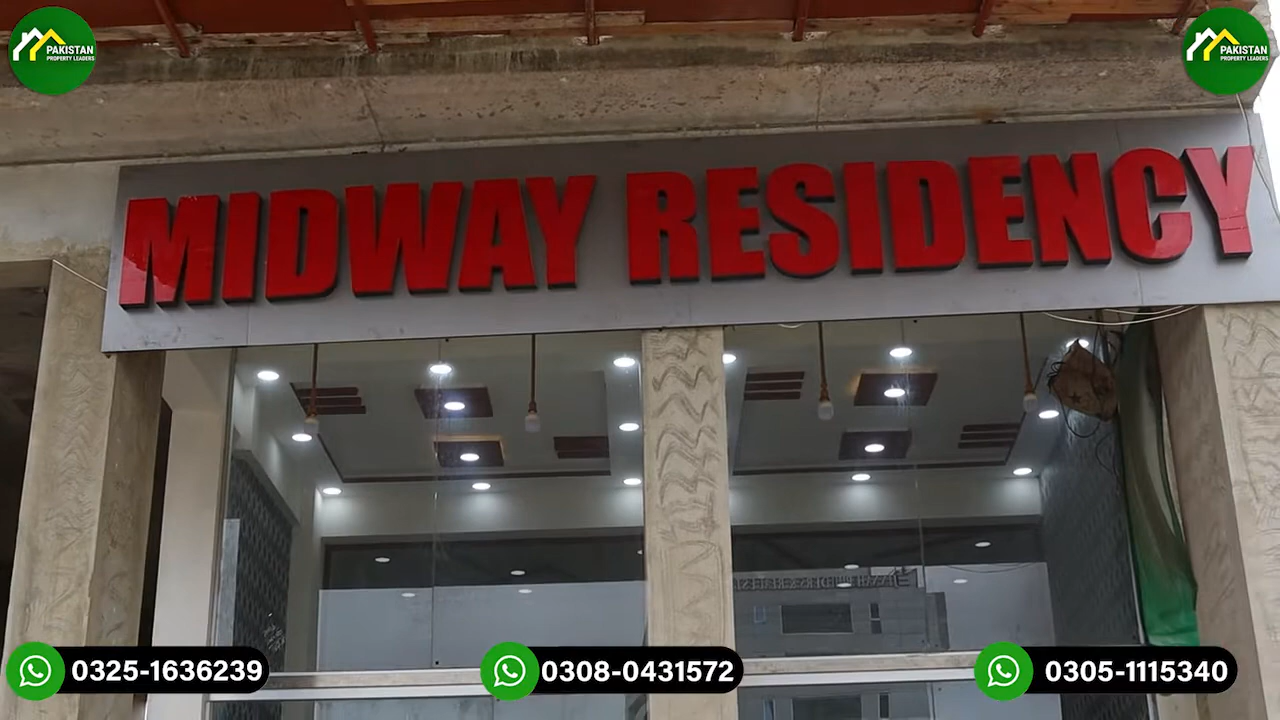 PAKISTAN
PROPERTY LEADERS
PAKISTAN
PROPERTY LEADERS
MIDWAY RESIDENCY
0325-1636239
0308-0431572
0305-1115340